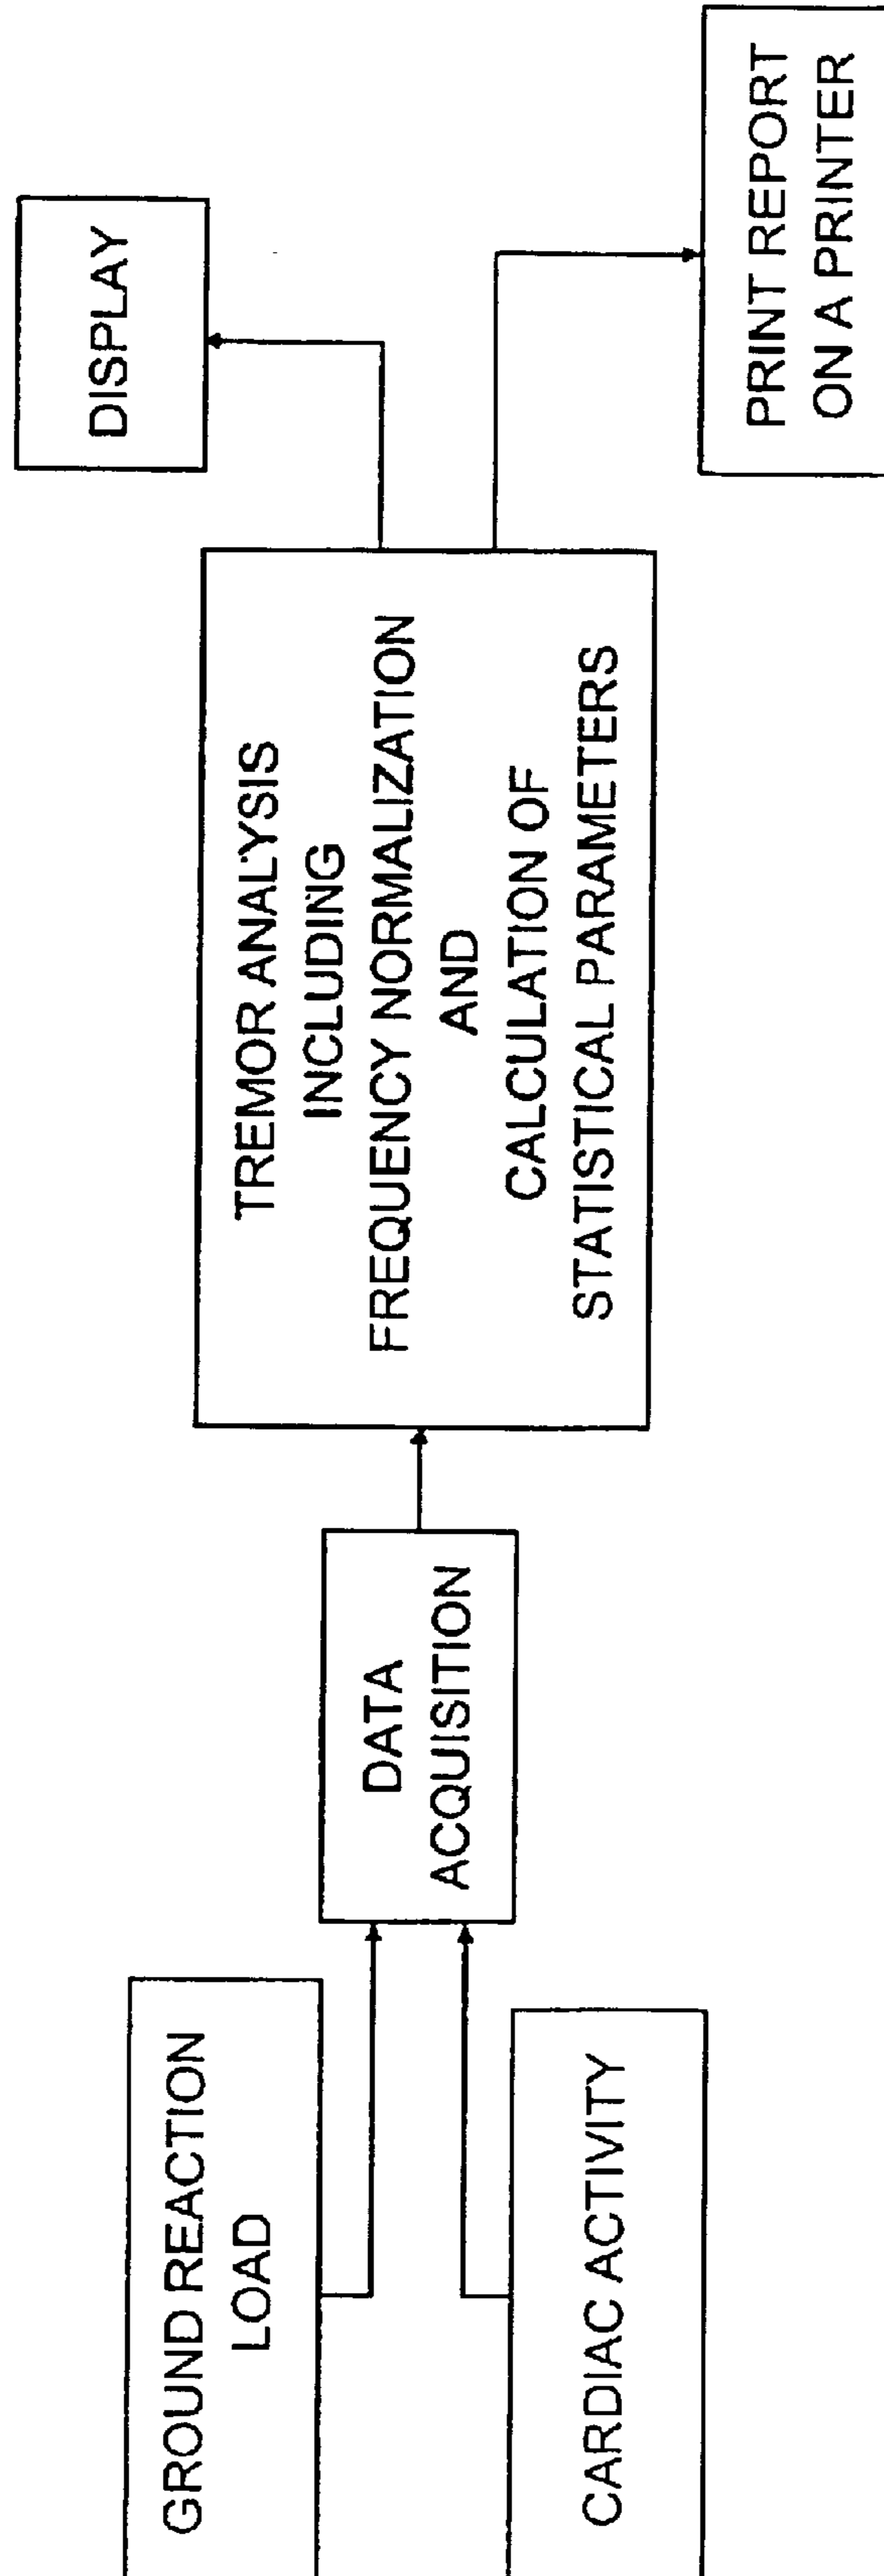 GROUND REACTION
LOAD
CARDIAC ACTIVITY
DATA
ACQUISITION
TREMOR ANALYSIS
INCLUDING
FREQUENCY NORMALIZATION
AND
CALCULATION OF
STATISTICAL PARAMETERS
DISPLAY
PRINT REPORT
ON A PRINTER